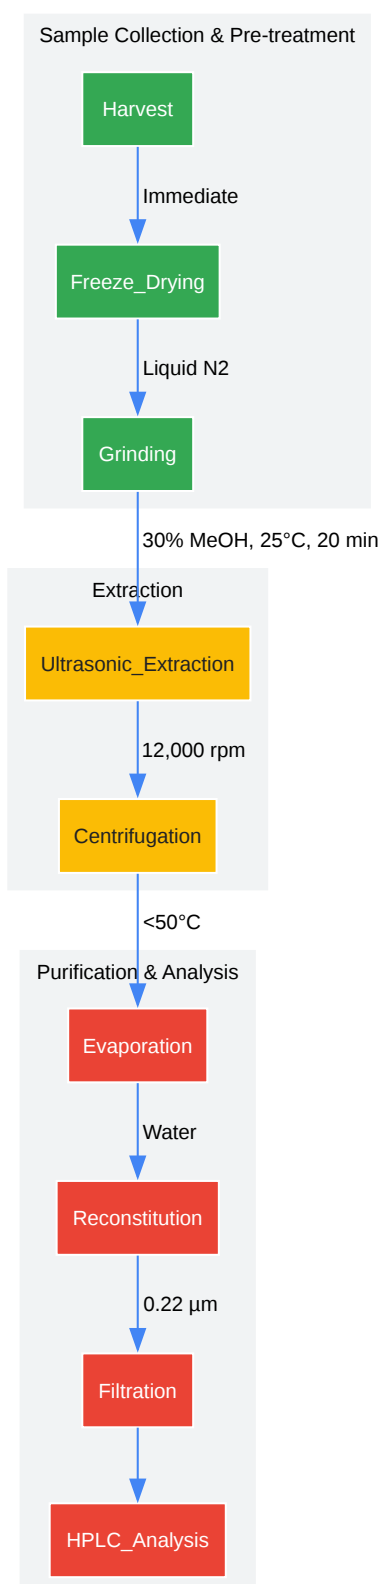 Sample Collection & Pre-treatment
Harvest
Immediate
Freeze_Drying
Liquid N2
Grinding
30% MeOH, 25°C, 20 min
Extraction
Ultrasonic_Extraction
12,000 rpm
Centrifugation
<50°C
Purification & Analysis
Evaporation
Water
Reconstitution
0.22 µm
Filtration
HPLC_Analysis